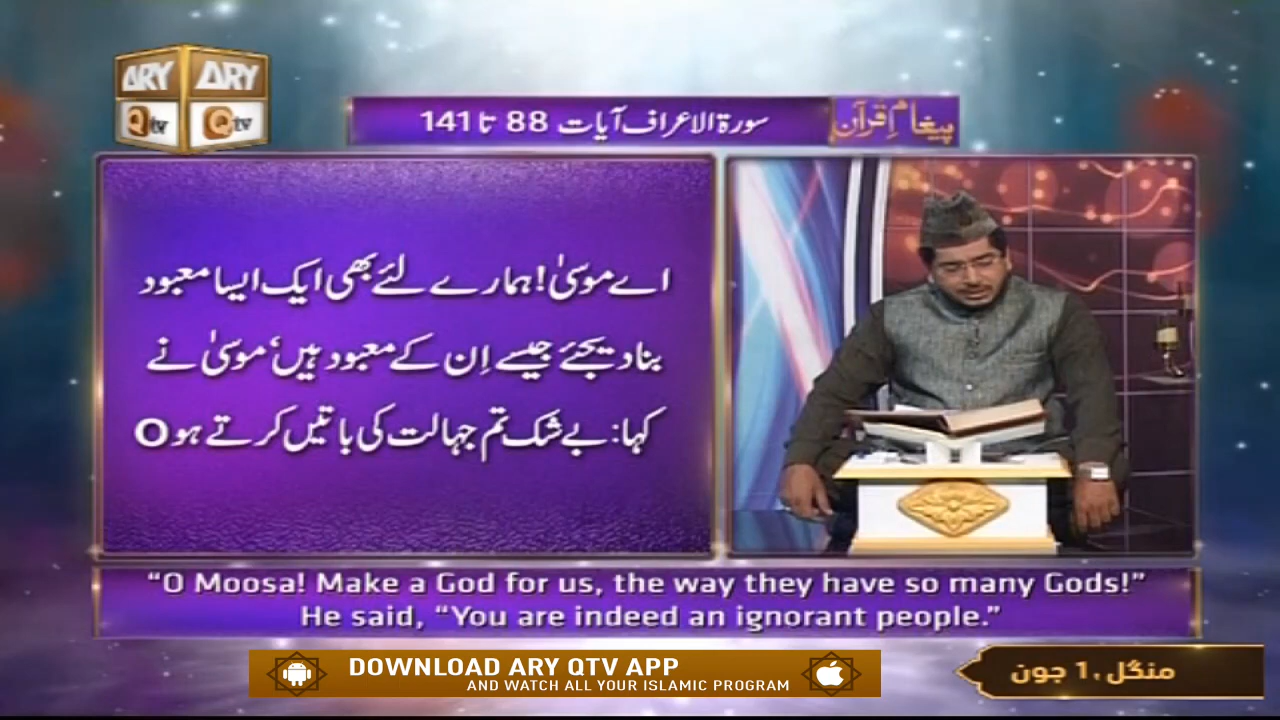 ARY ARY
Qtv Qtv
پیغامِ قرآن
سورۃ الاعراف آیات 88 تا 141
اے موسیٰ! ہمارے لئے بھی ایک ایسا معبود
بنا دیجئے جیسے اِن کے معبود ہیں‘ موسیٰ نے
کہا: بے شک تم جہالت کی باتیں کرتے ہو O
“O Moosa! Make a God for us, the way they have so many Gods!”
He said, “You are indeed an ignorant people.”
DOWNLOAD ARY QTV APP
AND WATCH ALL YOUR ISLAMIC PROGRAM
منگل، 1 جون